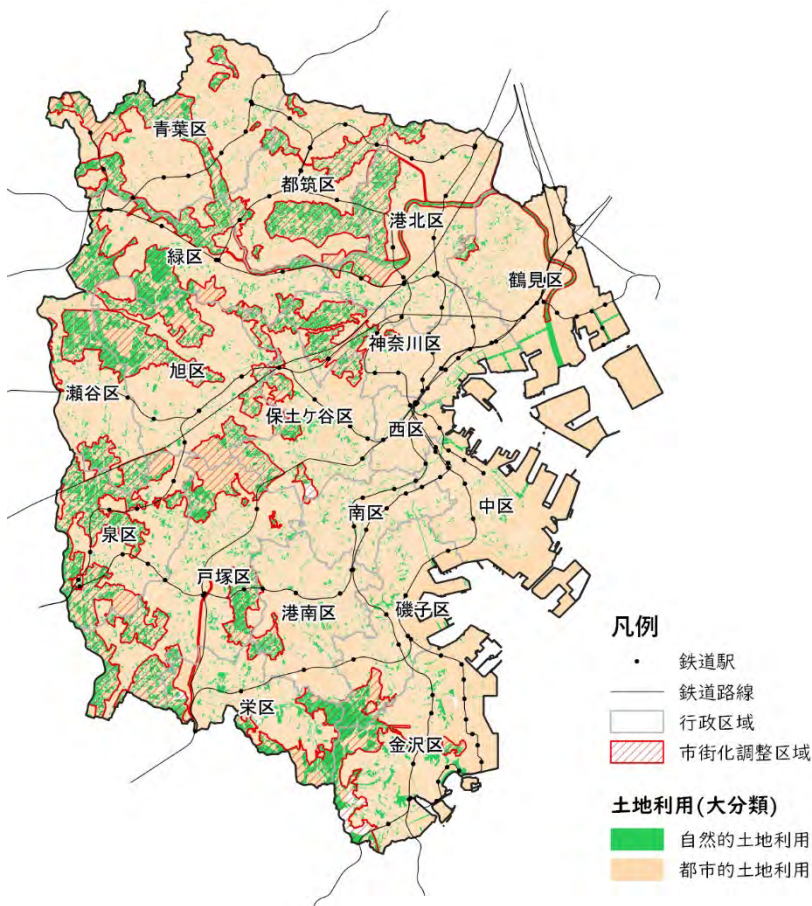 青葉区
都筑区
港北区
緑区
鶴見区
神奈川区
旭区
瀬谷区
保土ケ谷区
西区
中区
南区
泉区
戸塚区
港南区
磯子区
栄区
金沢区
凡例
鉄道駅
鉄道路線
行政区域
市街化調整区域
土地利用(大分類)
自然的土地利用
都市的土地利用